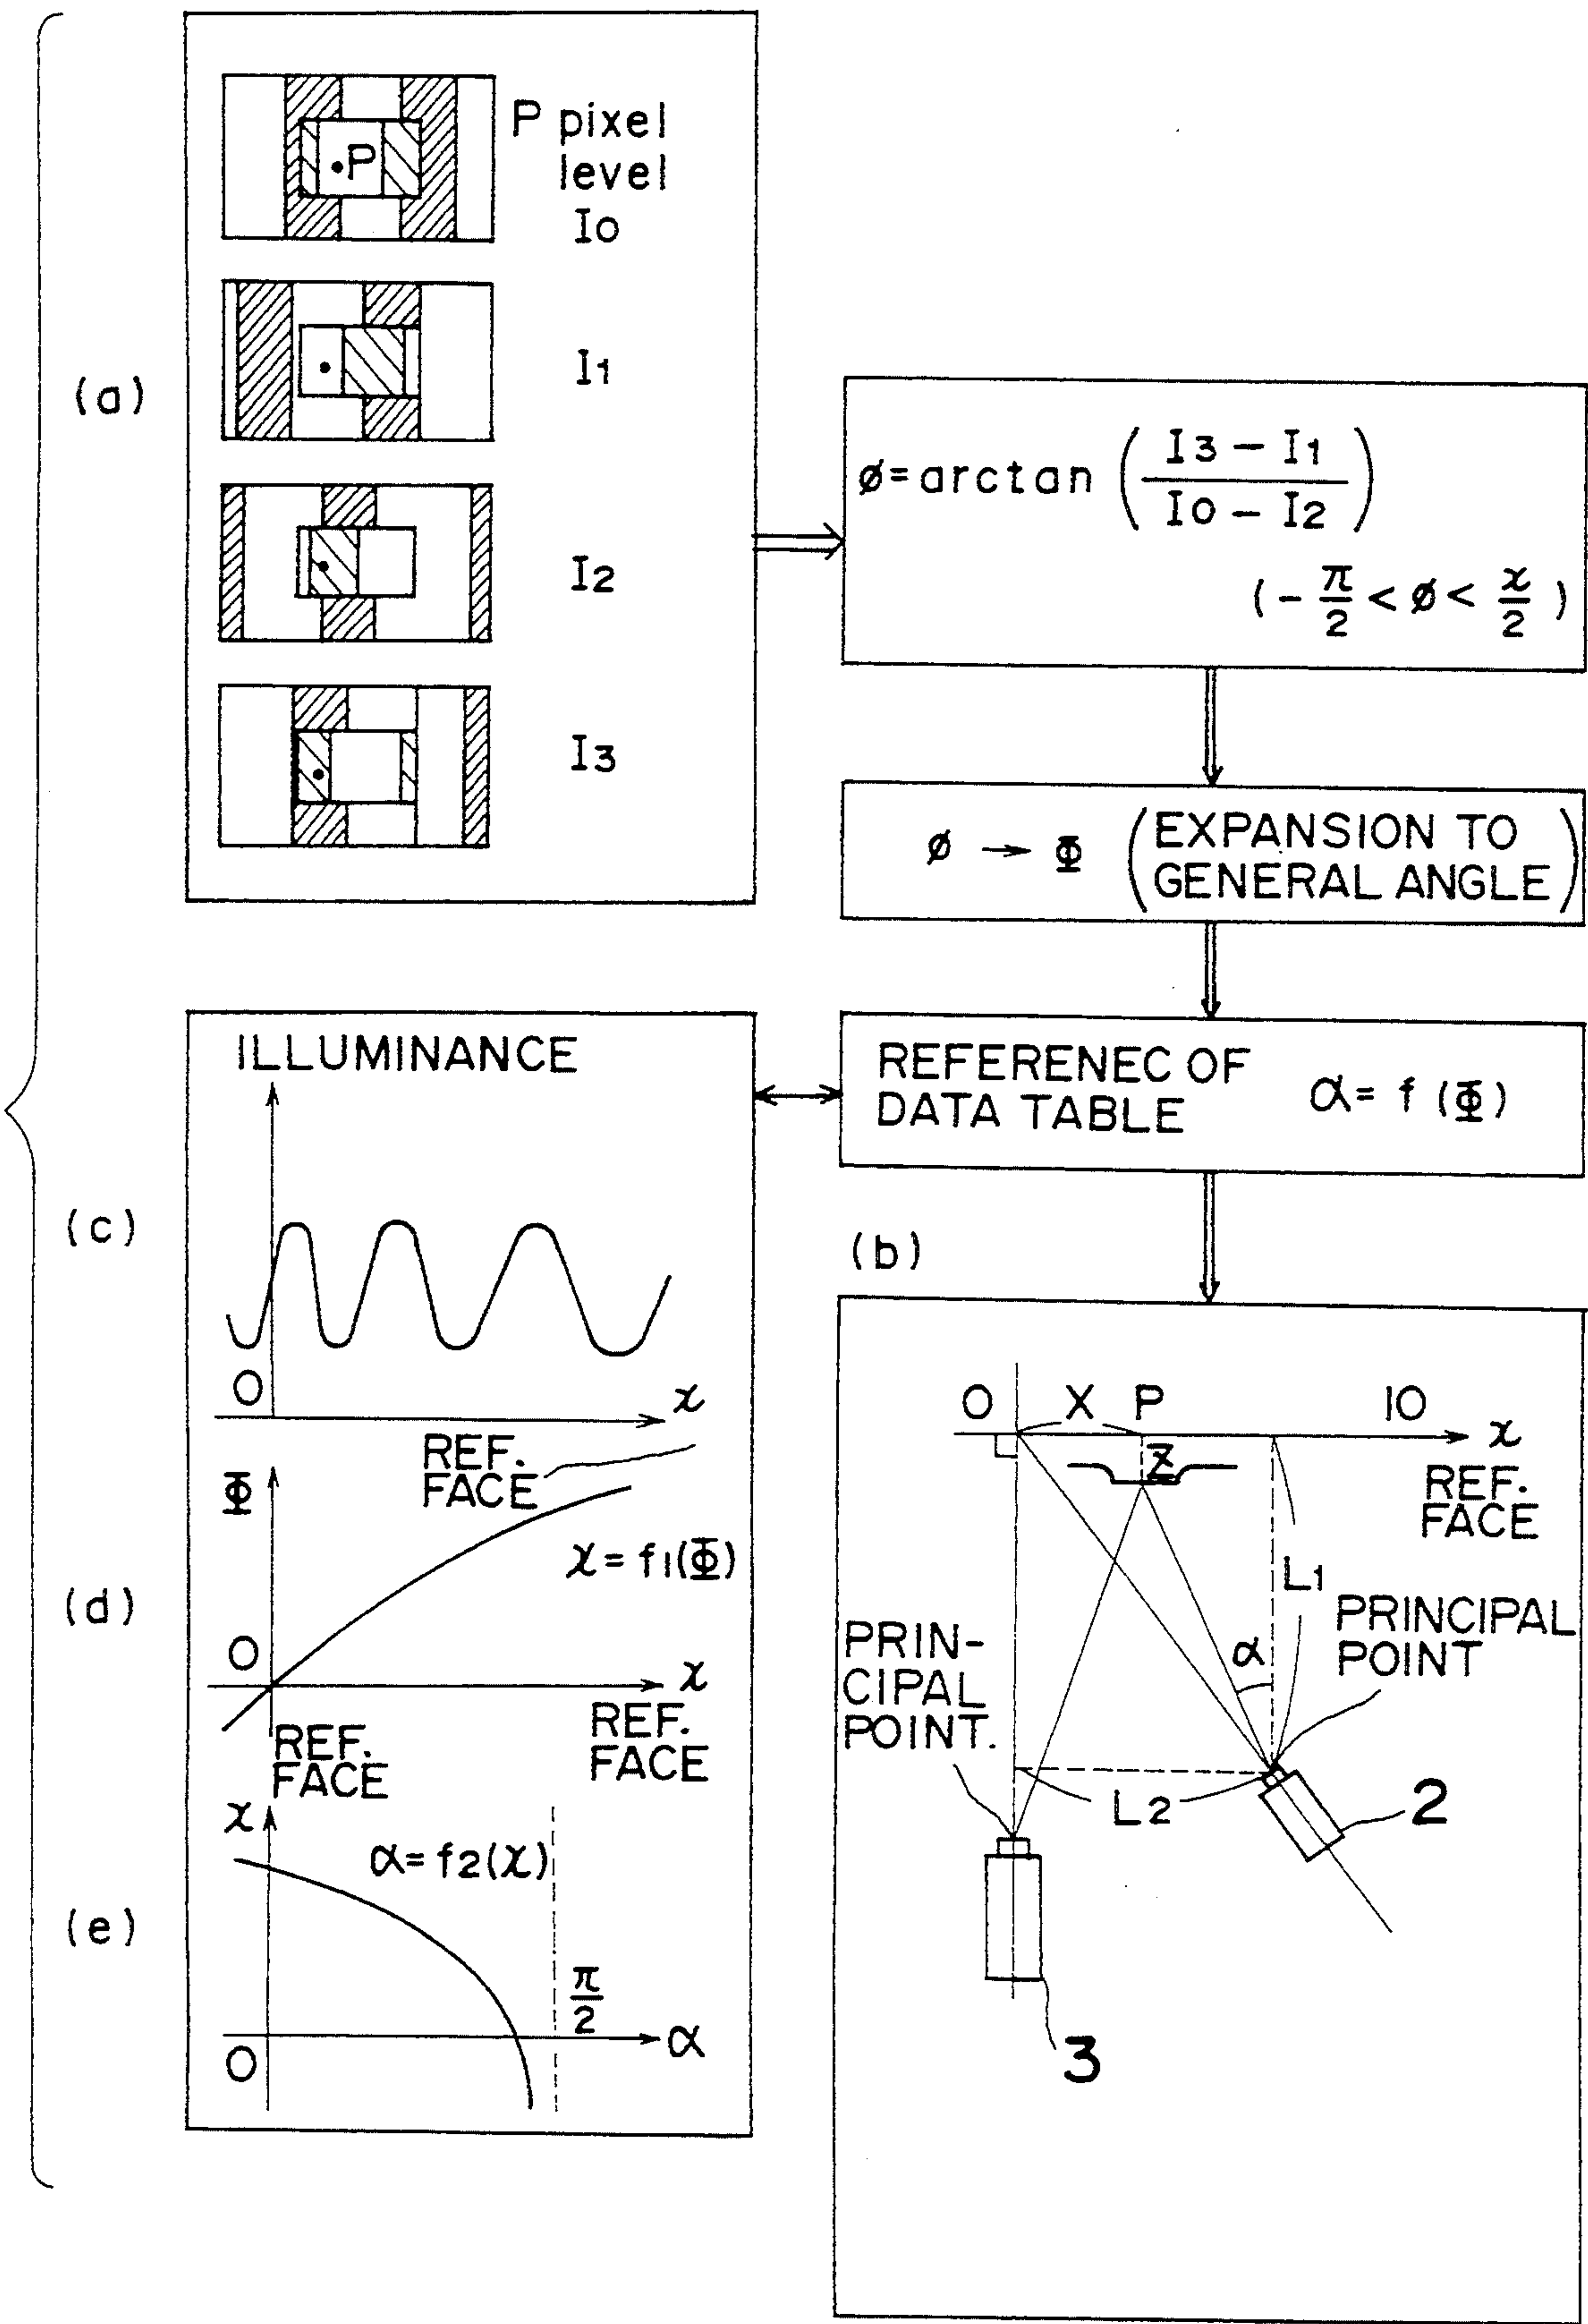 (a)
P pixel
level
I0
P
I1
I2
I3
ø=arctan (I3 − I1 / I0 − I2)
(− π/2 < ø < x/2 )
ø → Φ (EXPANSION TO
GENERAL ANGLE)
REFERENEC OF
DATA TABLE
α= f (Φ)
(c)
ILLUMINANCE
O
x
REF.
FACE
(d)
Φ
x= f1(Φ)
O
x
REF.
FACE
REF.
FACE
(e)
x
α=f2(x)
π/2
O
α
(b)
O
X
P
10
x
Z
REF.
FACE
L1
PRINCIPAL
POINT
α
PRIN-
CIPAL
POINT.
L2
2
3